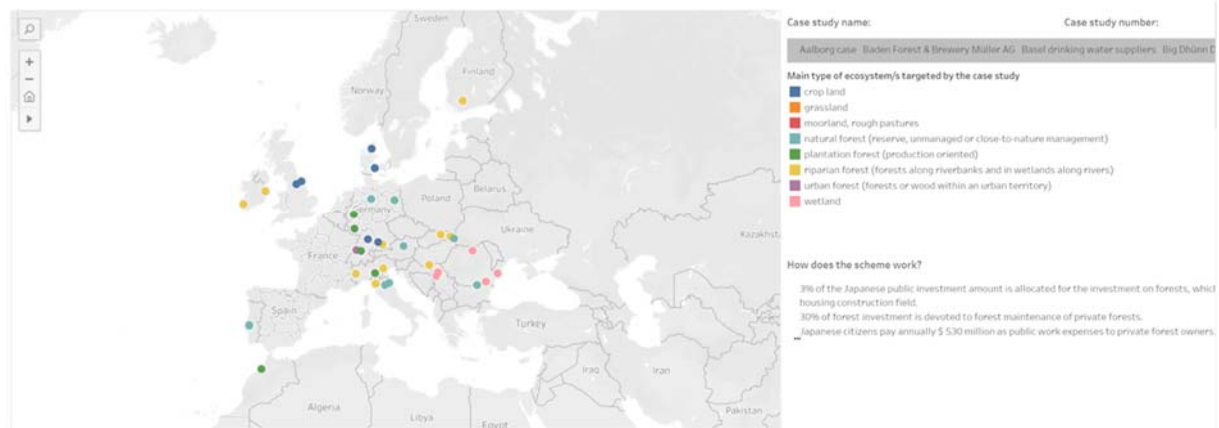 Case study name:
Case study number:
Aalborg case Baden Forest & Brewery Müller AG Basel drinking water suppliers Big Dhünn D
Main type of ecosystem/s targeted by the case study
crop land
grassland
moorland, rough pastures
natural forest (reserve, unmanaged or close-to-nature management)
plantation forest (production oriented)
riparian forest (forests along riverbanks and in wetlands along rivers)
urban forest (forests or wood within an urban territory)
wetland
How does the scheme work?
3% of the Japanese public investment amount is allocated for the investment on forests, whicl
housing construction field.
30% of forest investment is devoted to forest maintenance of private forests.
Japanese citizens pay annually $ 530 million as public work expenses to private forest owners.
Sweden
Finland
Norway
Belarus
Poland
Germany
Ukraine
Kazakhst
France
Spain
Turkey
Iraq
Iran
Algeria
Libya
Egypt
Pakistan